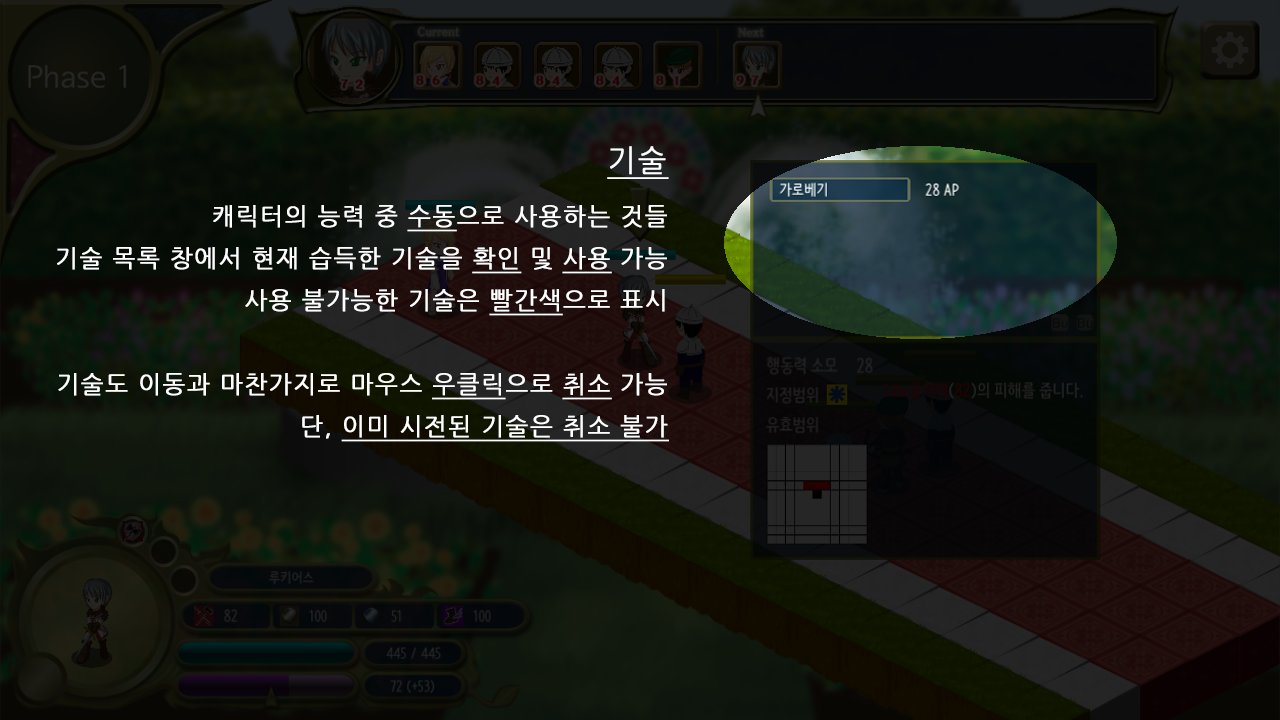 Phase 1
Current
Next
72
86
84
84
84
81
97
기술
캐릭터의 능력 중 수동으로 사용하는 것들
기술 목록 창에서 현재 습득한 기술을 확인 및 사용 가능
사용 불가능한 기술은 빨간색으로 표시
기술도 이동과 마찬가지로 마우스 우클릭으로 취소 가능
단, 이미 시전된 기술은 취소 불가
가로베기 28 AP
행동력 소모 28
지정범위
의 피해를 줍니다.
유효범위
루키어스
82 100 51 100
445 / 445
72 (+53)